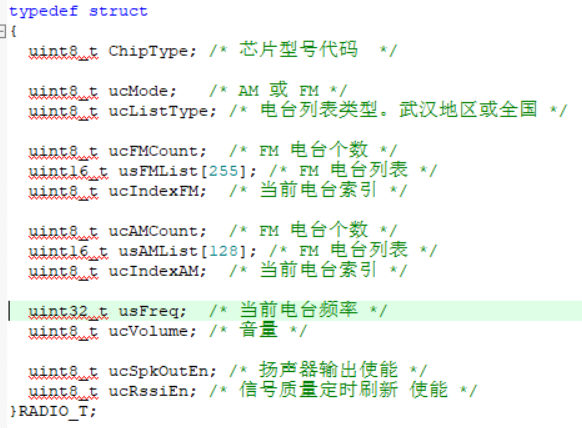 typedef struct
{
uint8_t ChipType; /* 芯片型号代码 */
uint8_t ucMode; /* AM 或 FM */
uint8_t ucListType; /* 电台列表类型。武汉地区或全国 */
uint8_t ucFMCount; /* FM 电台个数 */
uint16_t usFMList[255]; /* FM 电台列表 */
uint8_t ucIndexFM; /* 当前电台索引 */
uint8_t ucAMCount; /* FM 电台个数 */
uint16_t usAMList[128]; /* FM 电台列表 */
uint8_t ucIndexAM; /* 当前电台索引 */
uint32_t usFreq; /* 当前电台频率 */
uint8_t ucVolume; /* 音量 */
uint8_t ucSpkOutEn; /* 扬声器输出使能 */
uint8_t ucRssiEn; /* 信号质量定时刷新 使能 */
}RADIO_T;